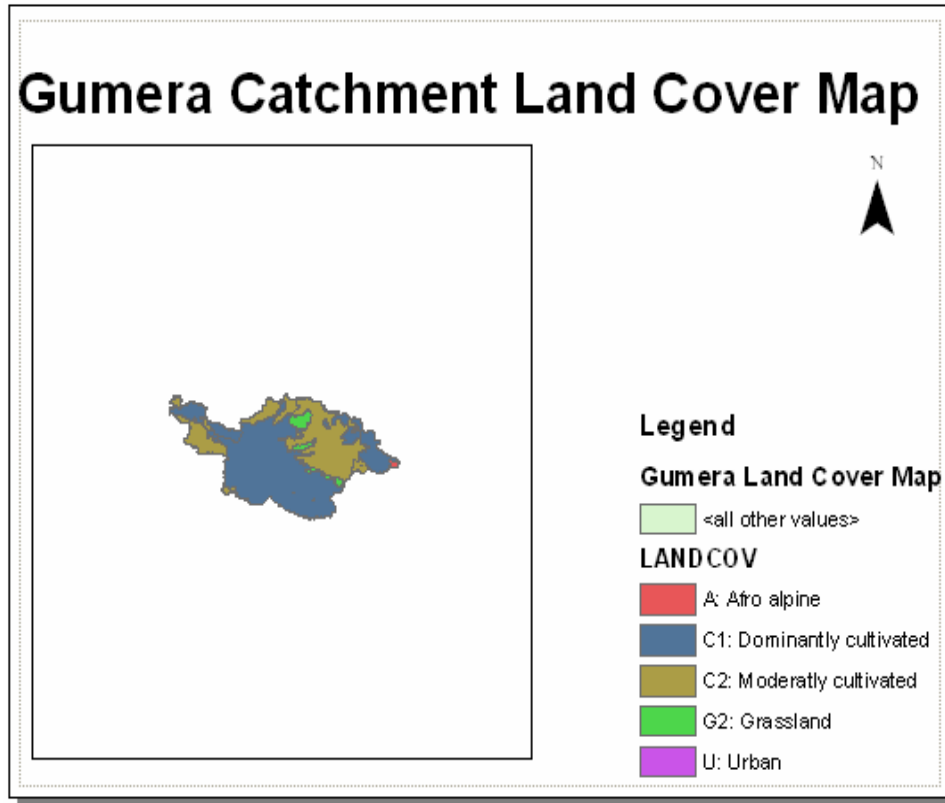 Gumera Catchment Land Cover Map
N
Legend
Gumera Land Cover Map
<all other values>
LANDCOV
A: Afro alpine
C1: Dominantly cultivated
C2: Moderatly cultivated
G2: Grassland
U: Urban